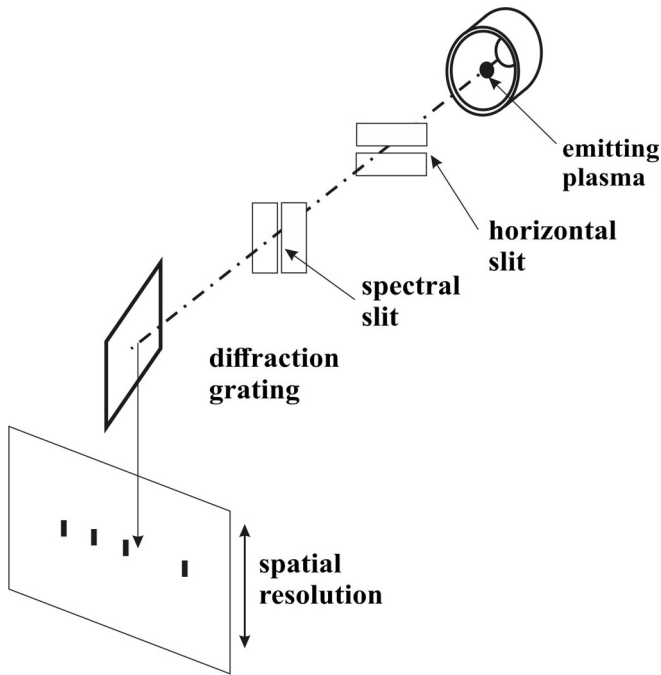 emitting
plasma
horizontal
slit
spectral
slit
diffraction
grating
spatial
resolution